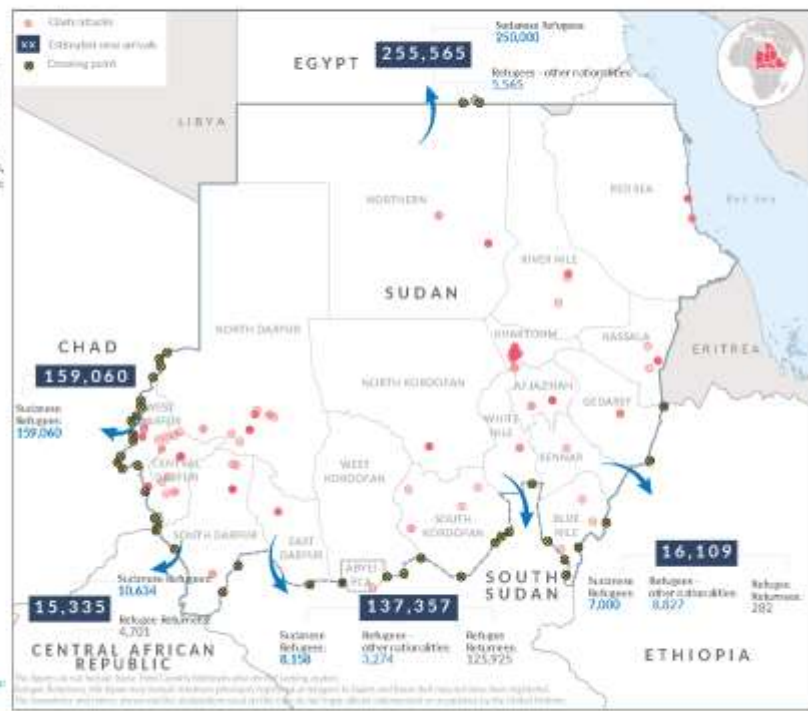 Clash attacks
XX Estimated new arrivals
Crossing point
EGYPT
255,565
Sudanese Refugees:
250,000
Refugees - other nationalities:
5,565
LIBYA
Red Sea
RED SEA
NORTHERN
RIVER NILE
SUDAN
NORTH DARFUR
CHAD
159,060
KHARTOUM
KASSALA
ERITREA
NORTH KORDOFAN
AJ JAZIRAH
GEDAREF
Sudanese
Refugees:
159,060
WEST
DARFUR
WHITE
NILE
SENNAR
CENTRAL
DARFUR
WEST
KORDOFAN
SOUTH
KORDOFAN
BLUE
NILE
SOUTH DARFUR
EAST
DARFUR
ABYEI
PCA
SOUTH
SUDAN
16,109
Sudanese Refugees:
10,634
15,335
Refugee Returnees:
4,701
137,357
Sudanese
Refugees:
7,000
Refugees -
other nationalities:
8,827
Refugee
Returnees:
282
CENTRAL AFRICAN
REPUBLIC
Sudanese
Refugees:
8,158
Refugees -
other nationalities:
3,274
Refugee
Returnees:
125,925
ETHIOPIA